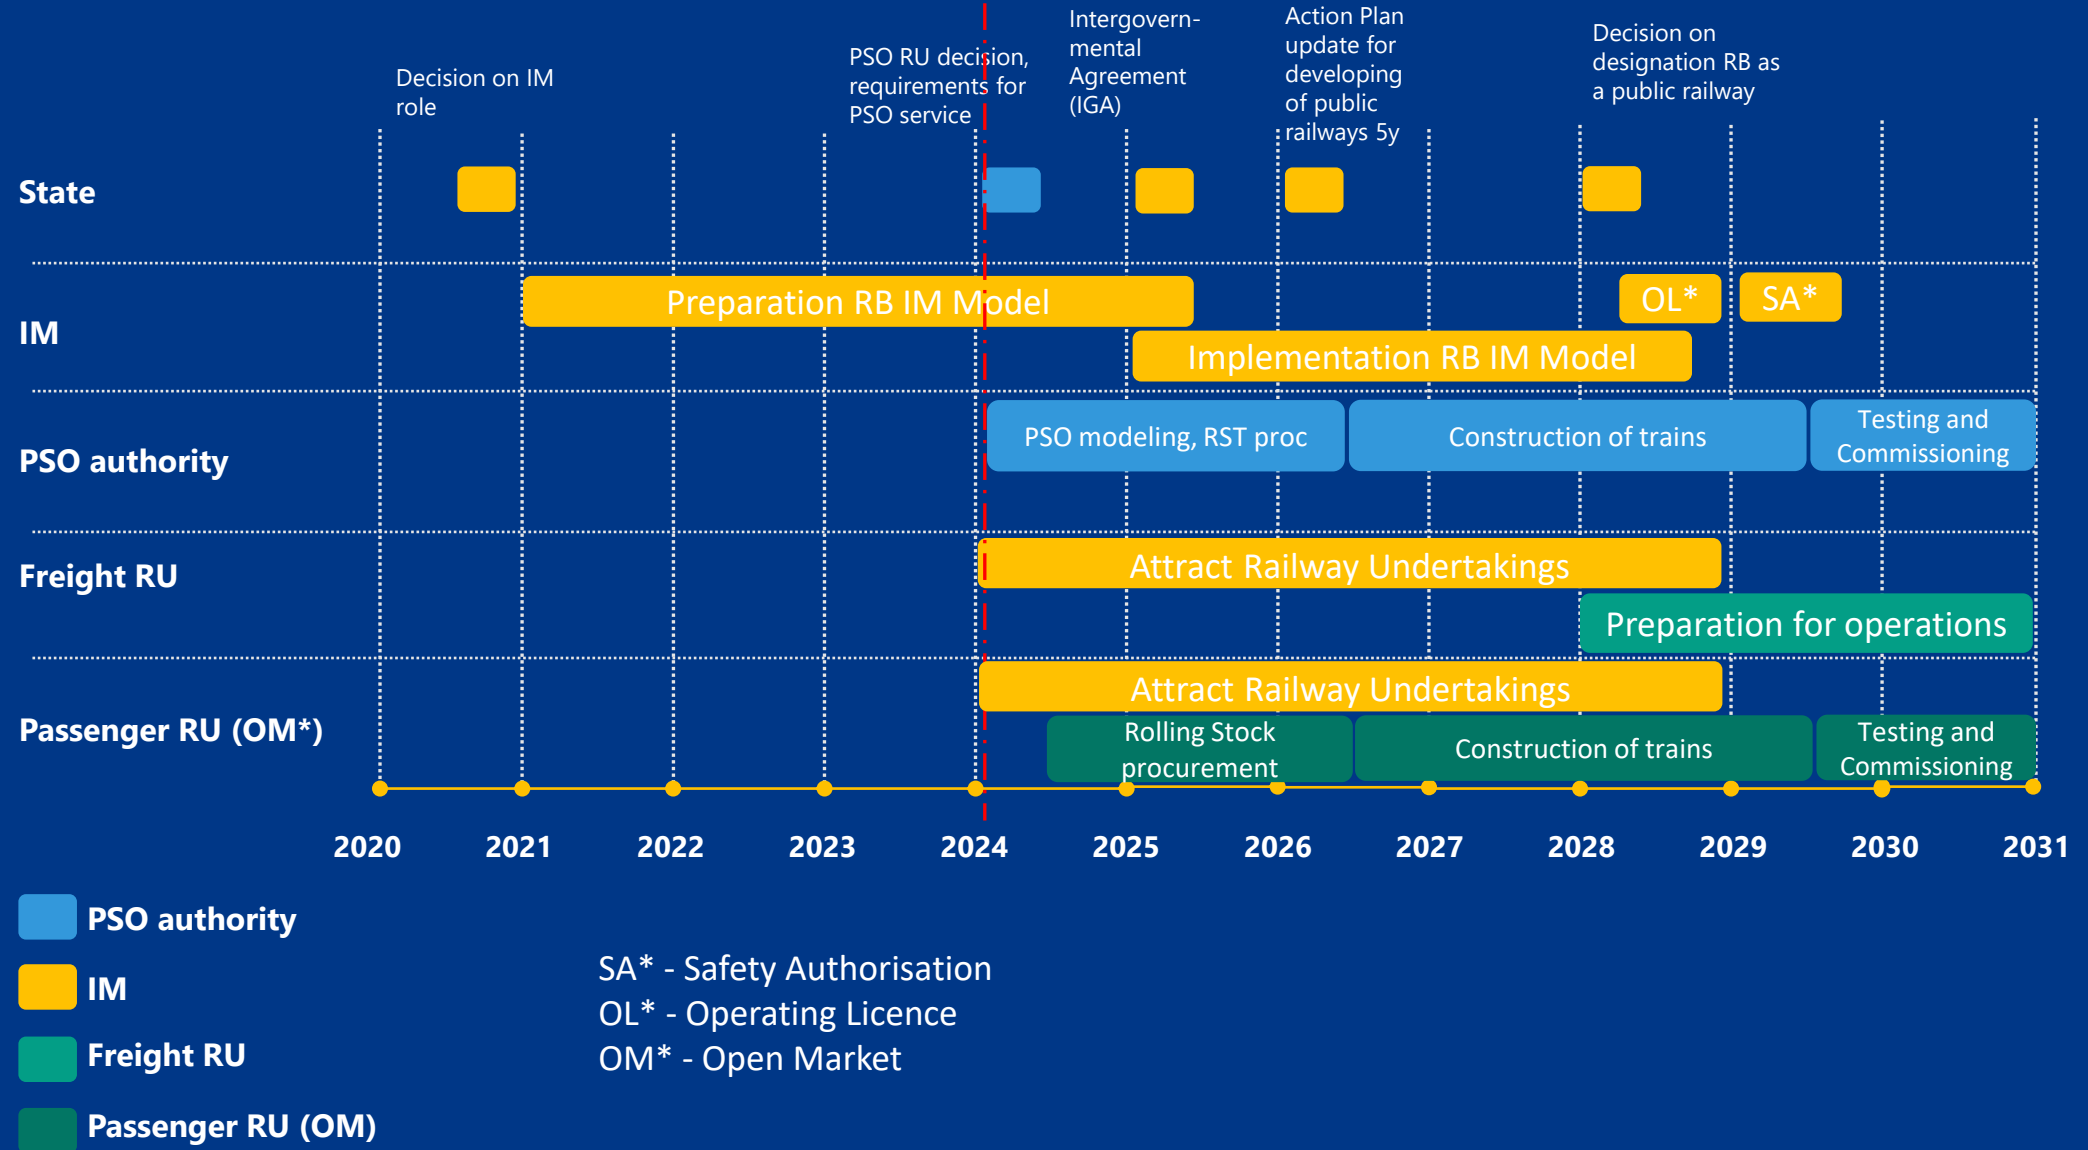 Decision on IM
role
PSO RU decision,
requirements for
PSO service
Intergovern-
mental
Agreement
(IGA)
Action Plan
update for
developing
of public
railways 5y
Decision on
designation RB as
a public railway
State
IM
Preparation RB IM Model
OL*
SA*
Implementation RB IM Model
PSO authority
PSO modeling, RST proc
Construction of trains
Testing and
Commissioning
Freight RU
Attract Railway Undertakings
Preparation for operations
Passenger RU (OM*)
Attract Railway Undertakings
Rolling Stock
procurement
Construction of trains
Testing and
Commissioning
2020 2021 2022 2023 2024 2025 2026 2027 2028 2029 2030 2031
PSO authority
IM
Freight RU
Passenger RU (OM)
SA* - Safety Authorisation
OL* - Operating Licence
OM* - Open Market